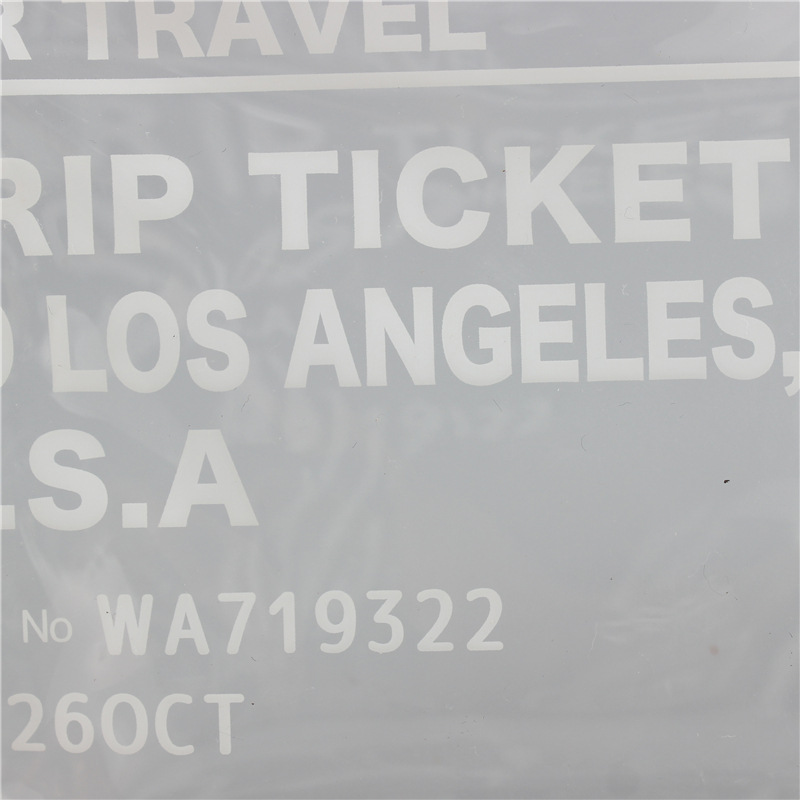 R TRAVEL
RIP TICKET
O LOS ANGELES,
.S.A
No WA719322
26OCT